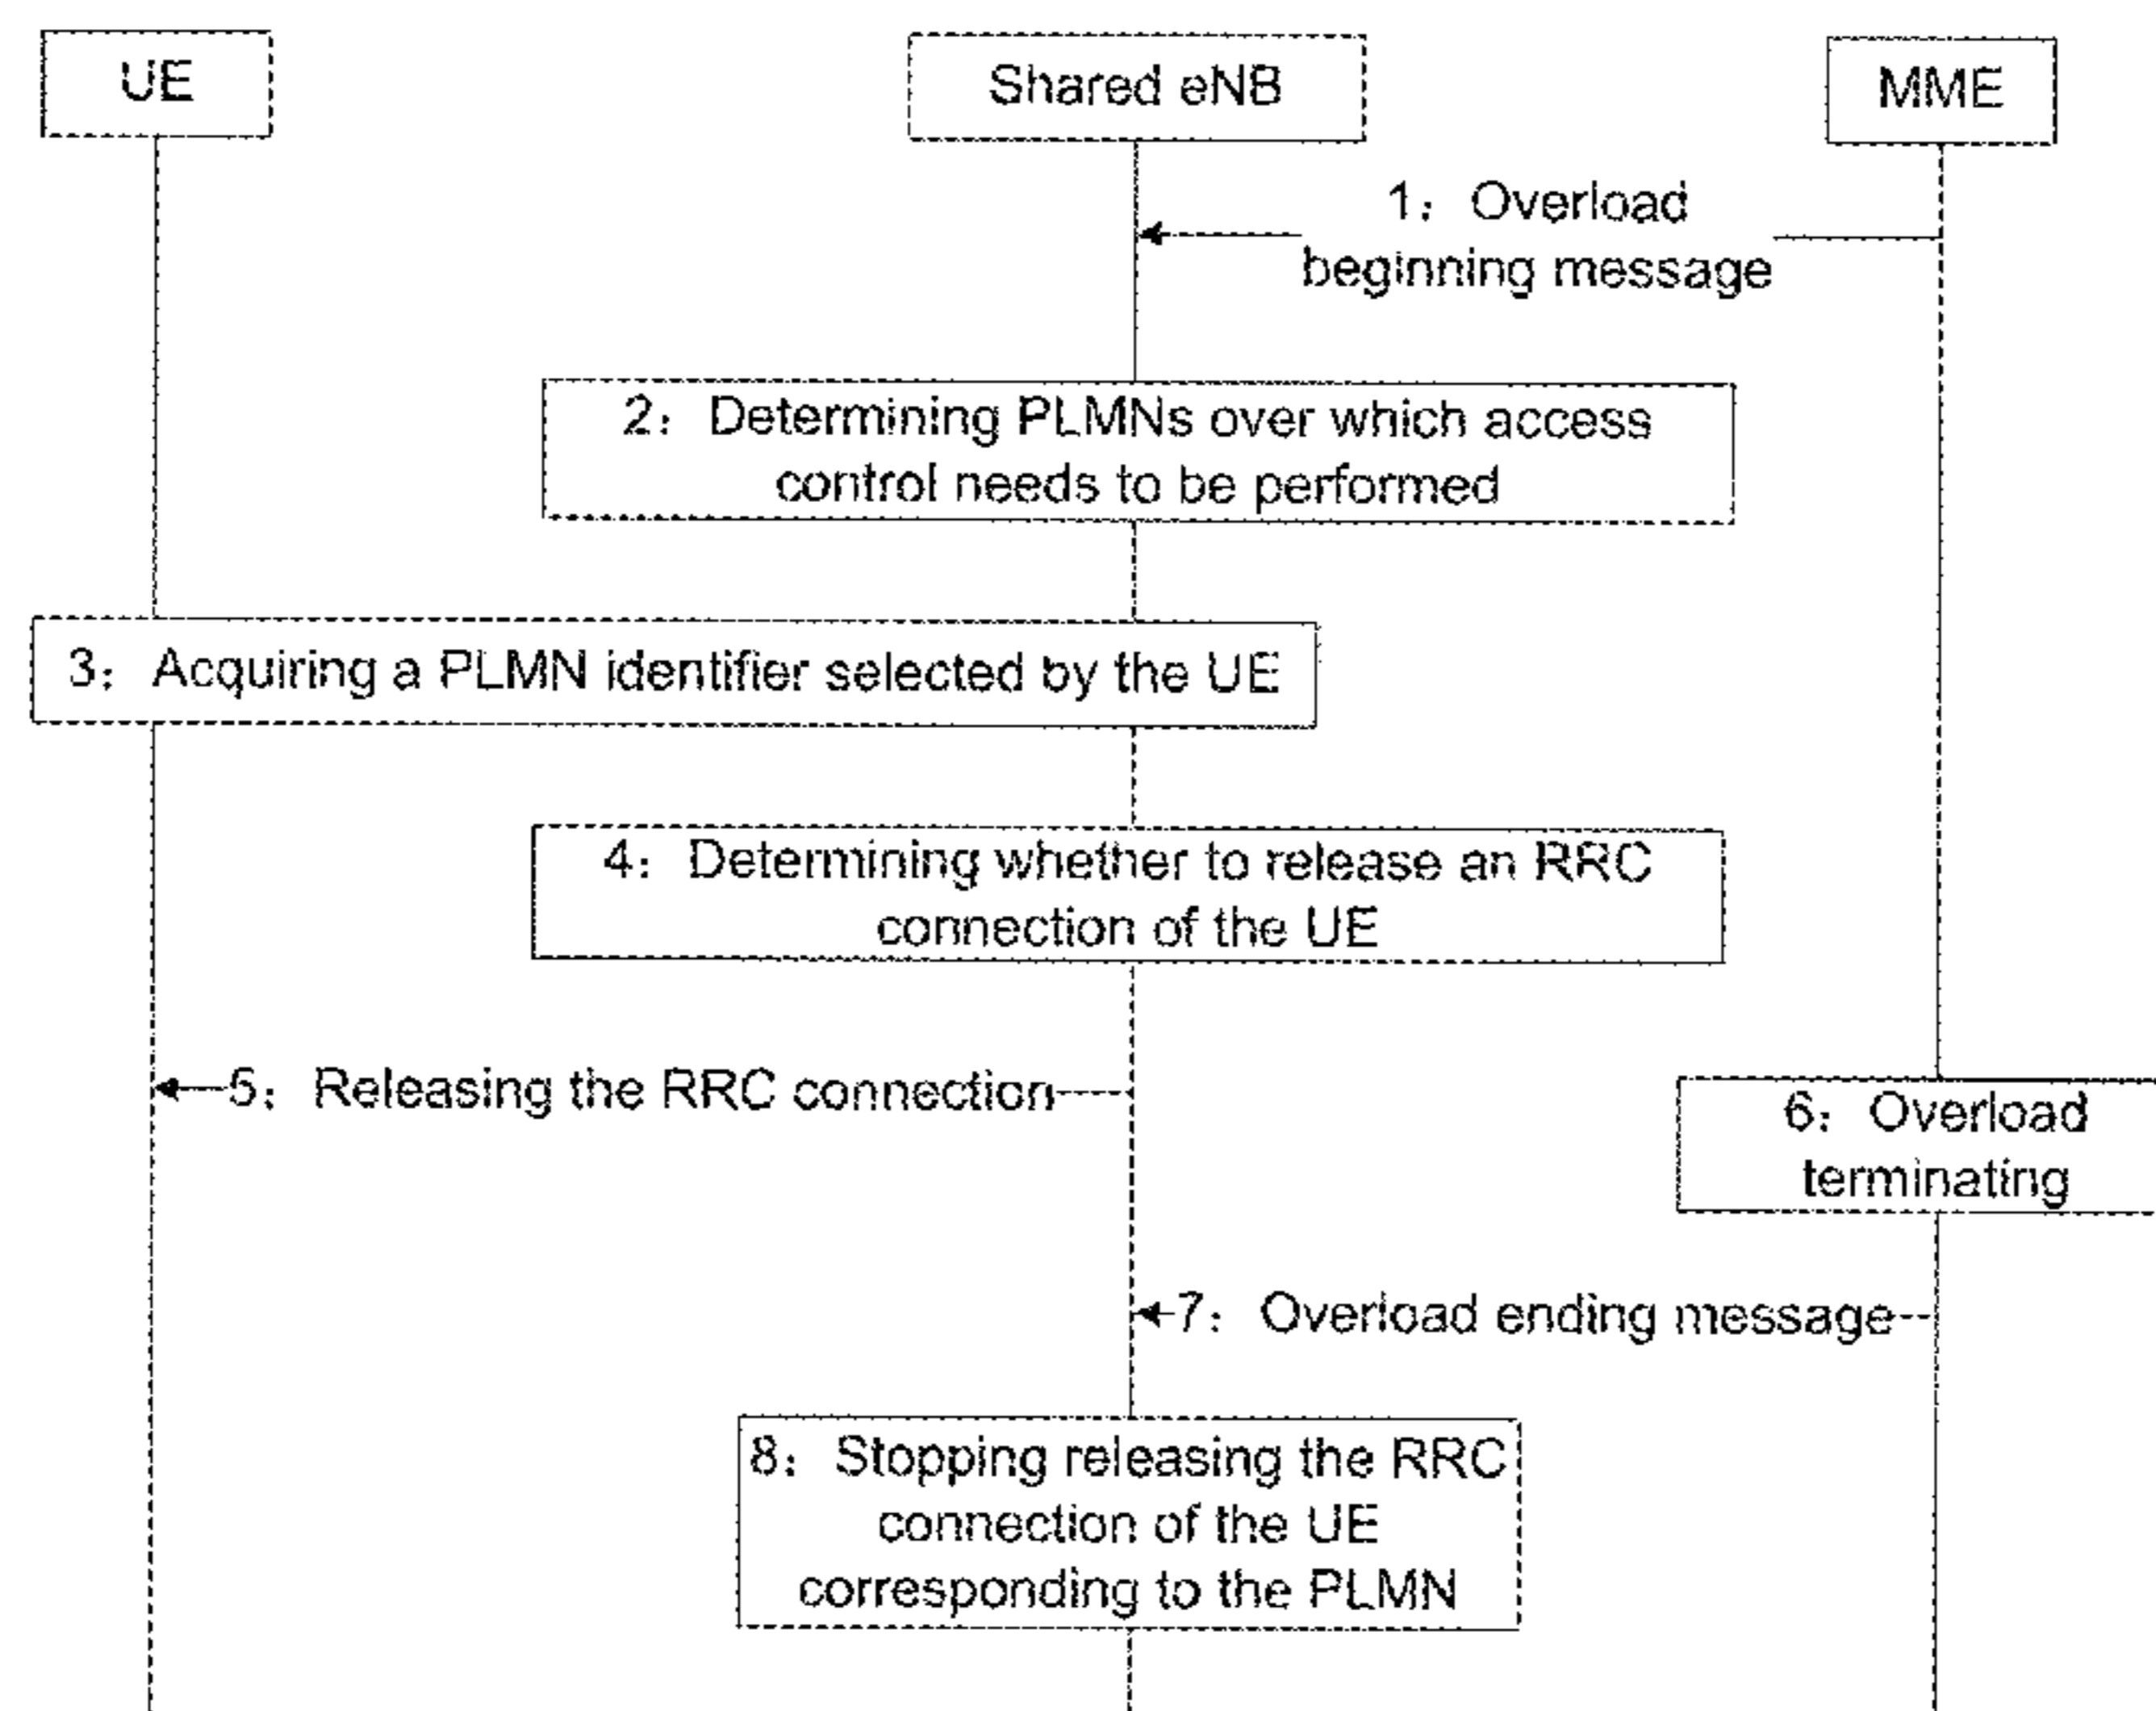 UE
Shared eNB
MME
1: Overload
beginning message
2: Determining PLMNs over which access
control needs to be performed
3: Acquiring a PLMN identifier selected by the UE
4: Determining whether to release an RRC
connection of the UE
5: Releasing the RRC connection
6: Overload
terminating
7: Overload ending message
8: Stopping releasing the RRC
connection of the UE
corresponding to the PLMN